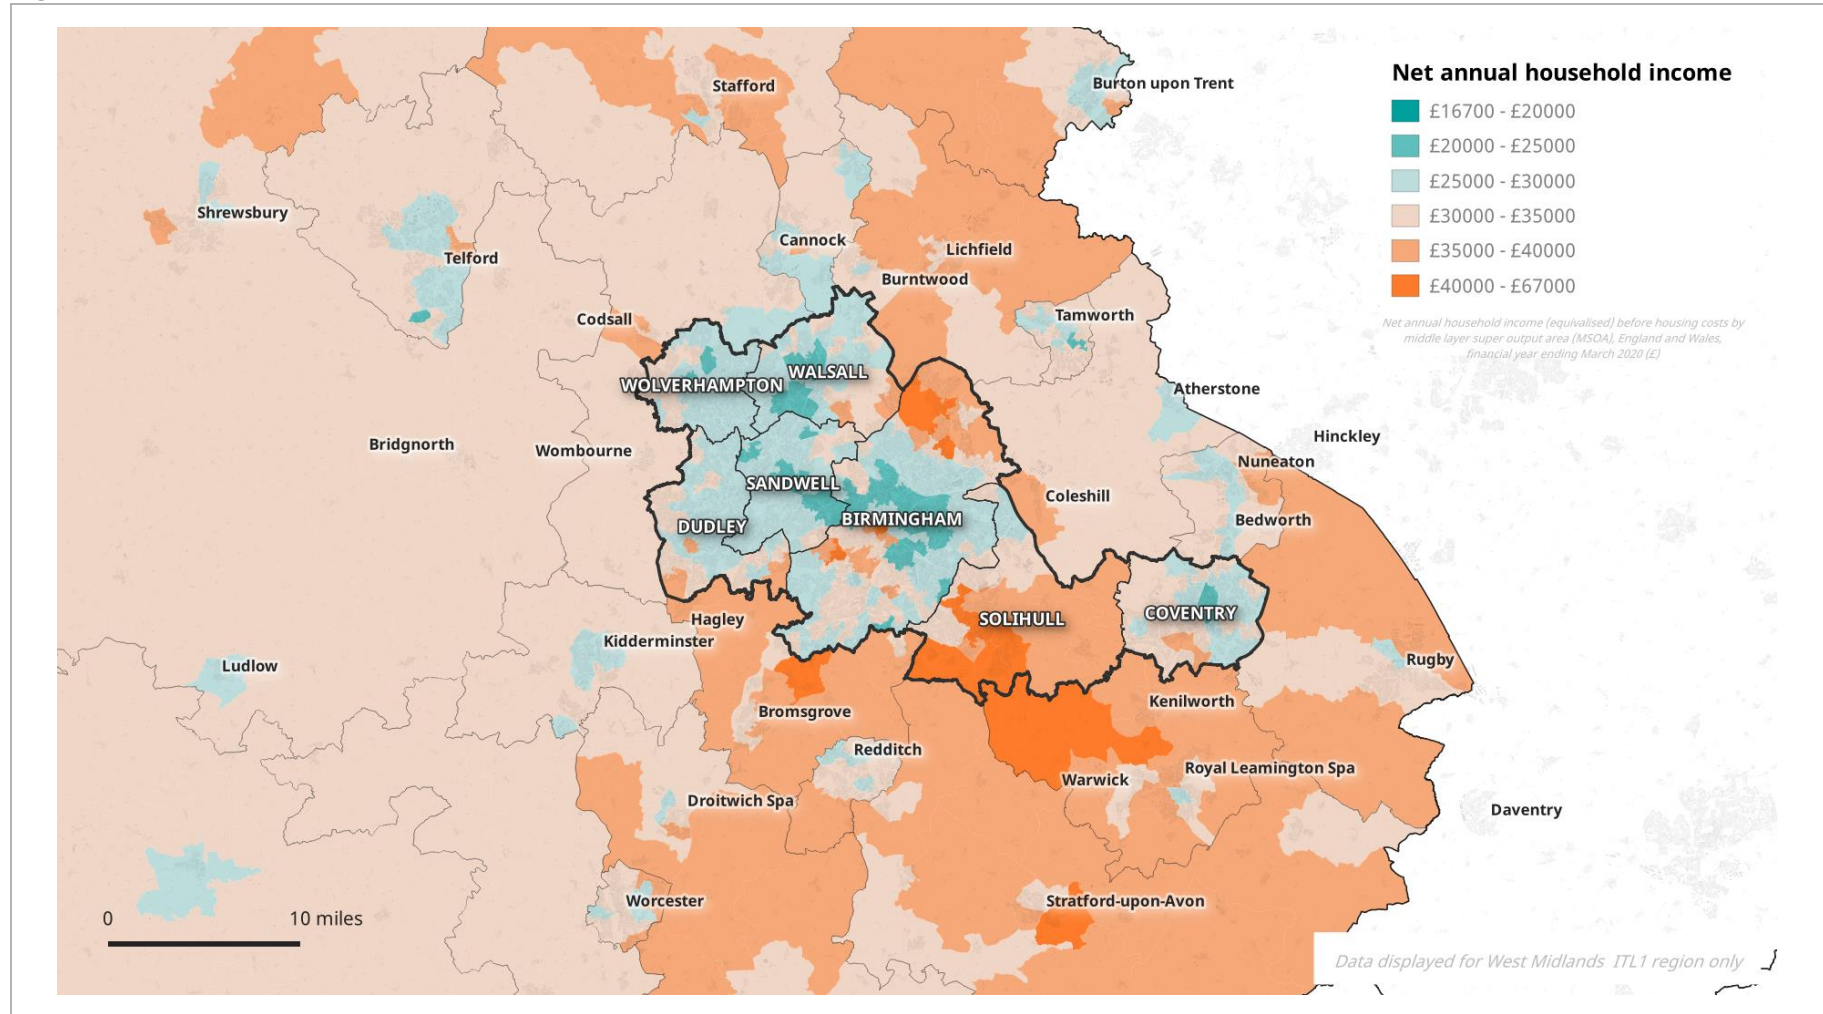 Net annual household income
£16700 - £20000
£20000 - £25000
£25000 - £30000
£30000 - £35000
£35000 - £40000
£40000 - £67000
Net annual household income (equivalised) before housing costs by
middle layer super output area (MSOA), England and Wales,
financial year ending March 2020 (£)
Stafford
Burton upon Trent
Shrewsbury
Telford
Cannock
Lichfield
Burntwood
Codsall
Tamworth
WOLVERHAMPTON
WALSALL
Atherstone
Bridgnorth
Wombourne
Hinckley
Nuneaton
SANDWELL
Coleshill
DUDLEY
BIRMINGHAM
Bedworth
Hagley
SOLIHULL
COVENTRY
Kidderminster
Ludlow
Rugby
Bromsgrove
Kenilworth
Redditch
Warwick
Royal Leamington Spa
Droitwich Spa
Daventry
Worcester
Stratford-upon-Avon
0 10 miles
Data displayed for West Midlands ITL1 region only